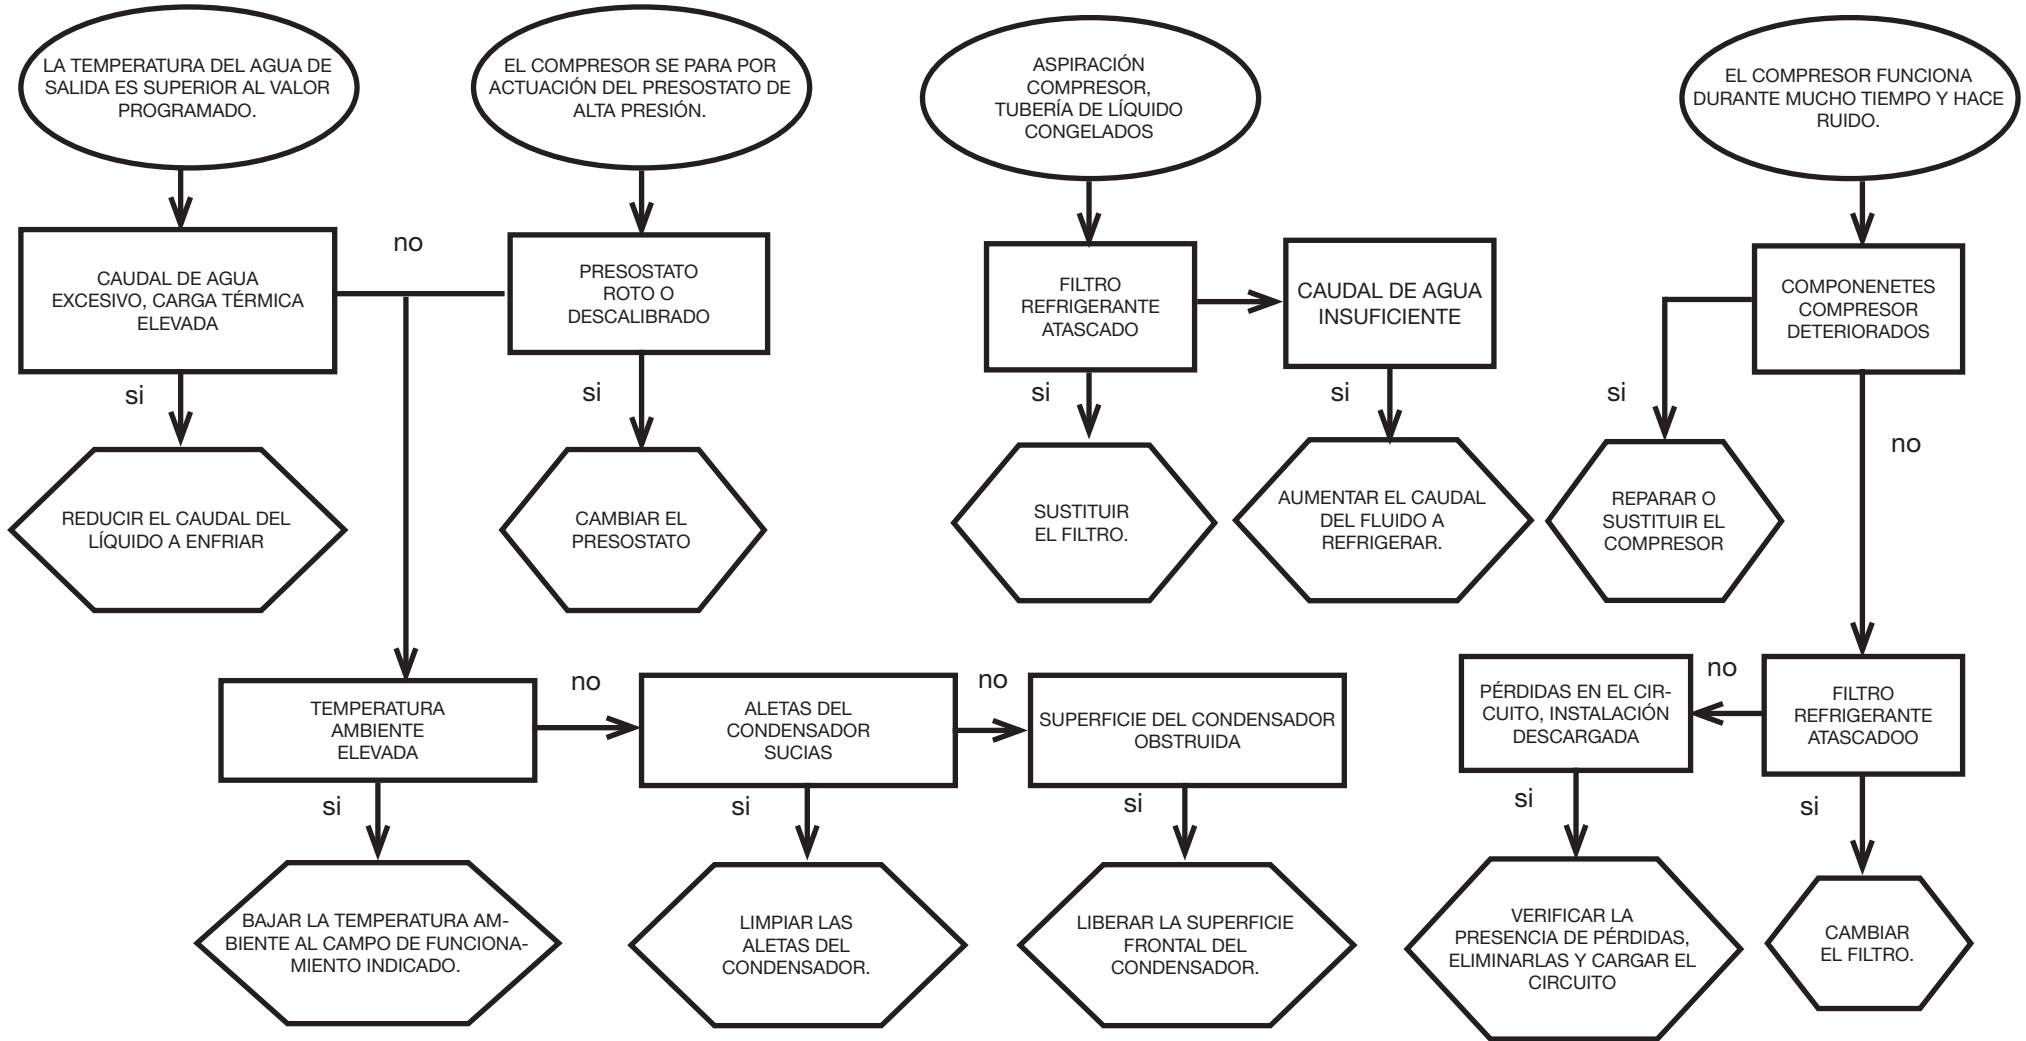 LA TEMPERATURA DEL AGUA DE
SALIDA ES SUPERIOR AL VALOR
PROGRAMADO.
EL COMPRESOR SE PARA POR
ACTUACIÓN DEL PRESOSTATO DE
ALTA PRESIÓN.
ASPIRACIÓN
COMPRESOR,
TUBERÍA DE LÍQUIDO
CONGELADOS
EL COMPRESOR FUNCIONA
DURANTE MUCHO TIEMPO Y HACE
RUIDO.
CAUDAL DE AGUA
EXCESIVO, CARGA TÉRMICA
ELEVADA
no
PRESOSTATO
ROTO O
DESCALIBRADO
FILTRO
REFRIGERANTE
ATASCADO
CAUDAL DE AGUA
INSUFICIENTE
COMPONENETES
COMPRESOR
DETERIORADOS
si
si
si
si
si
no
REDUCIR EL CAUDAL DEL
LÍQUIDO A ENFRIAR
CAMBIAR EL
PRESOSTATO
SUSTITUIR
EL FILTRO.
AUMENTAR EL CAUDAL
DEL FLUIDO A
REFRIGERAR.
REPARAR O
SUSTITUIR EL
COMPRESOR
TEMPERATURA
AMBIENTE
ELEVADA
no
ALETAS DEL
CONDENSADOR
SUCIAS
no
SUPERFICIE DEL CONDENSADOR
OBSTRUIDA
PÉRDIDAS EN EL CIR-
CUITO, INSTALACIÓN
DESCARGADA
no
FILTRO
REFRIGERANTE
ATASCADOO
si
si
si
si
si
BAJAR LA TEMPERATURA AM-
BIENTE AL CAMPO DE FUNCIONA-
MIENTO INDICADO.
LIMPIAR LAS
ALETAS DEL
CONDENSADOR.
LIBERAR LA SUPERFICIE
FRONTAL DEL
CONDENSADOR.
VERIFICAR LA
PRESENCIA DE PÉRDIDAS,
ELIMINARLAS Y CARGAR EL
CIRCUITO
CAMBIAR
EL FILTRO.